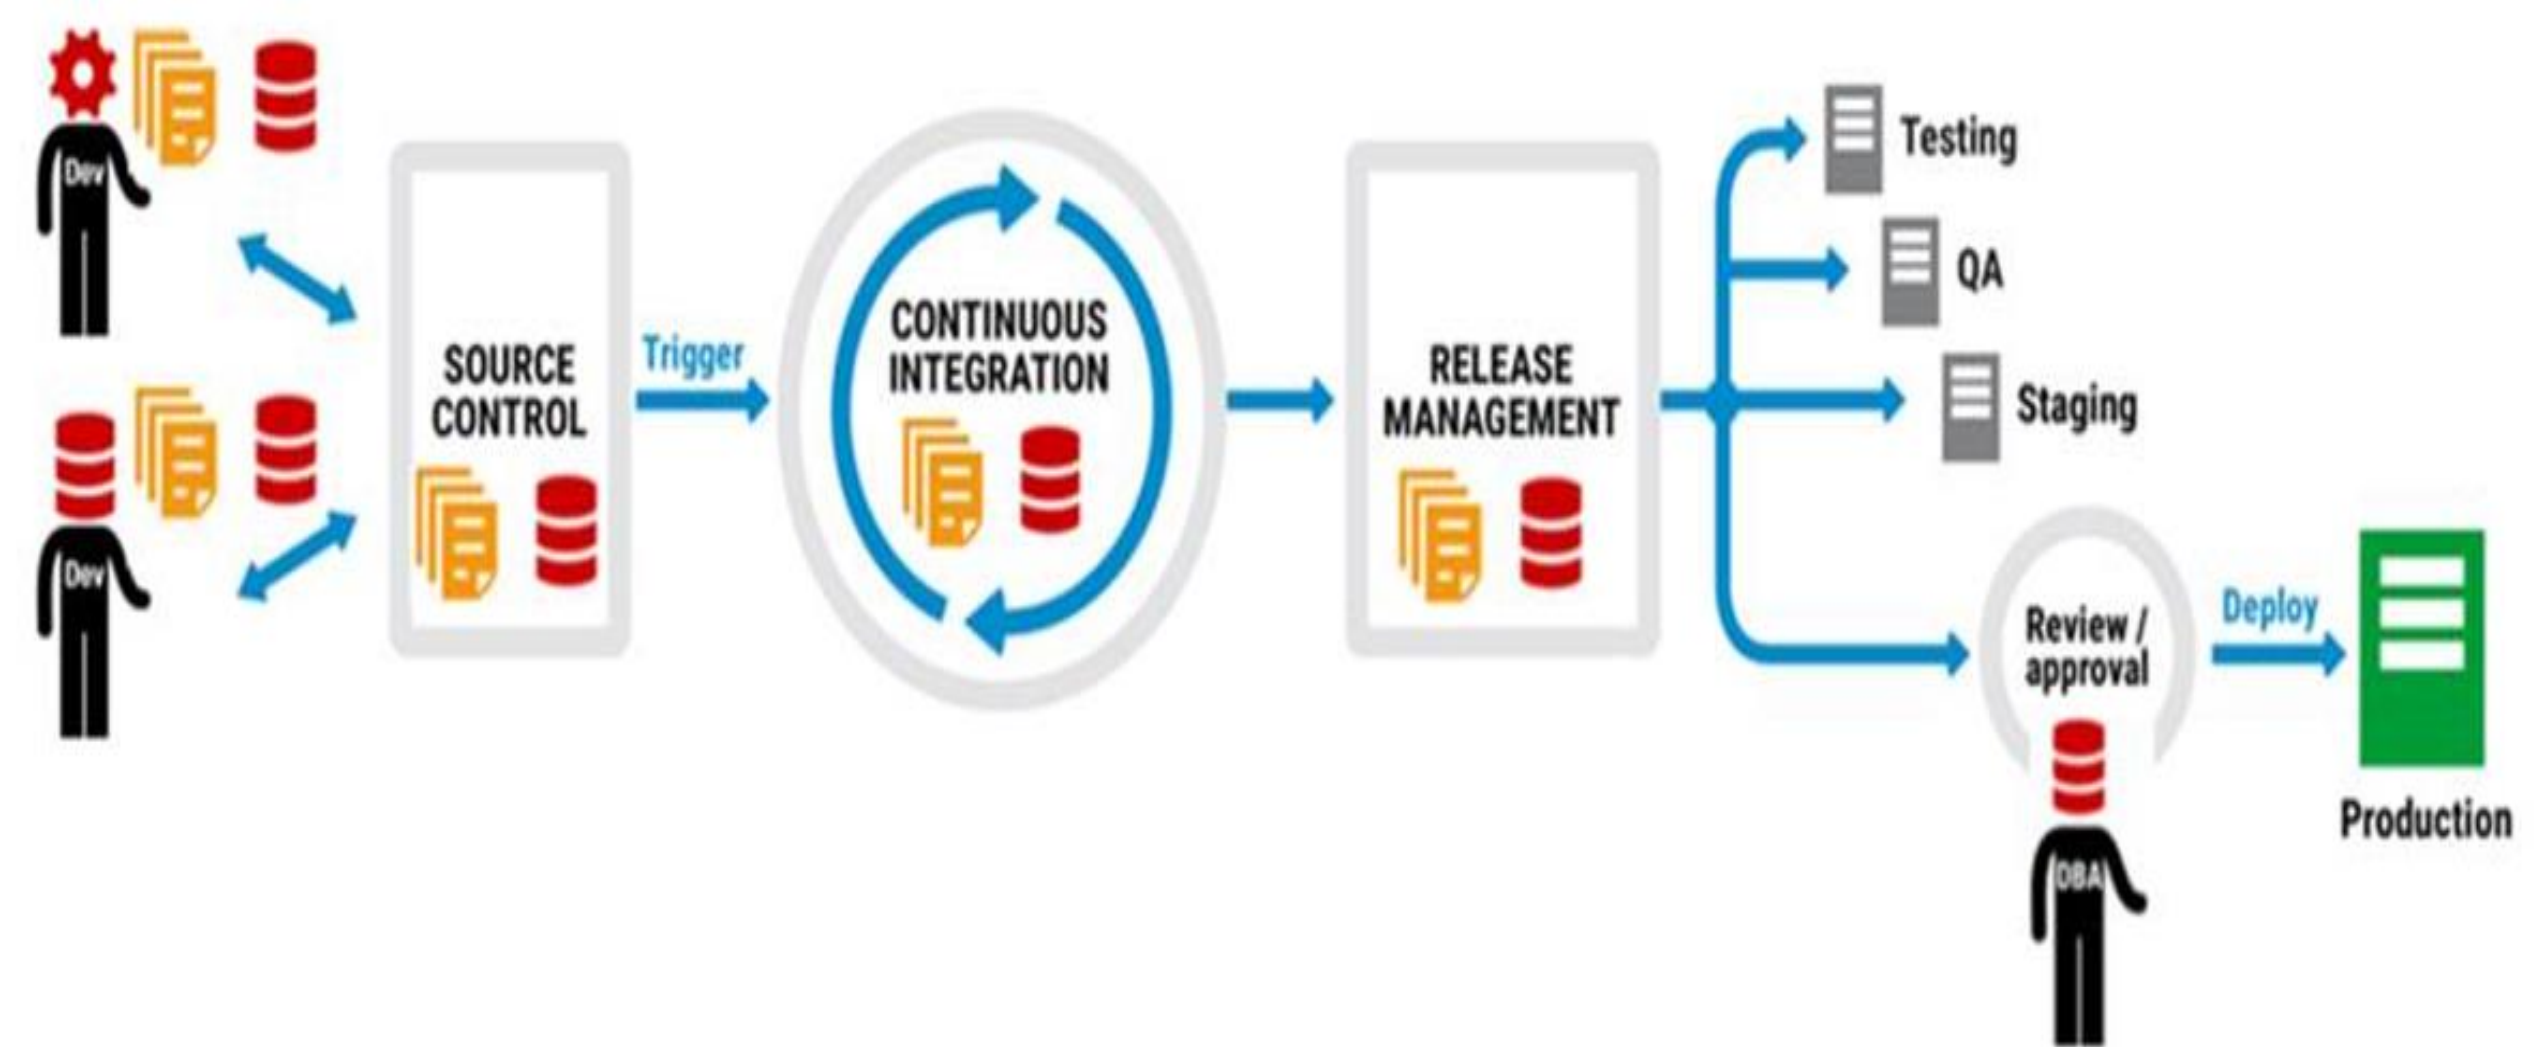 Dev
Dev
SOURCE
CONTROL
Trigger
CONTINUOUS
INTEGRATION
RELEASE
MANAGEMENT
Testing
QA
Staging
Review /
approval
DBA
Deploy
Production